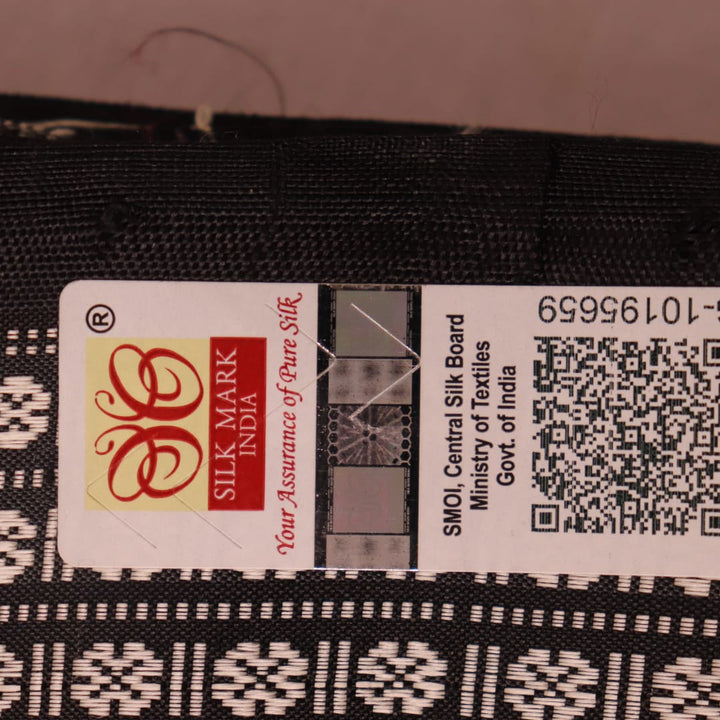 ®
SILK MARK
INDIA
Your Assurance of Pure Silk
SMOI, Central Silk Board
Ministry of Textiles
Govt. of India
-10195659